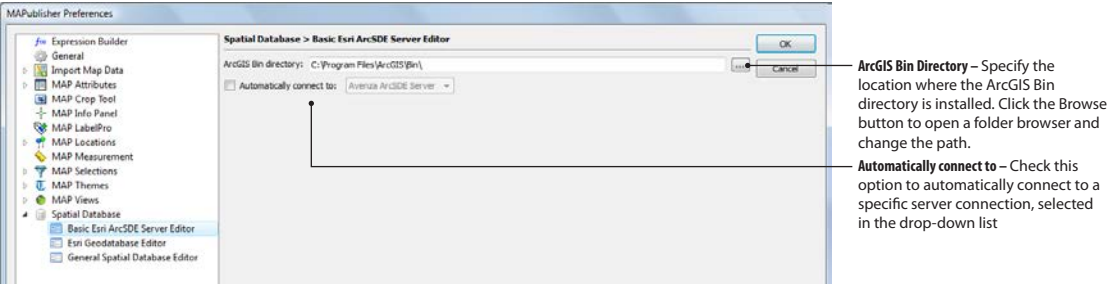 MAPublisher Preferences
Expression Builder
General
Import Map Data
MAP Attributes
MAP Crop Tool
MAP Info Panel
MAP LabelPro
MAP Locations
MAP Measurement
MAP Selections
MAP Themes
MAP Views
Spatial Database
Basic Esri ArcSDE Server Editor
Esri Geodatabase Editor
General Spatial Database Editor
Spatial Database > Basic Esri ArcSDE Server Editor
ArcGIS Bin directory: C:\Program Files\ArcGIS\Bin\
...
Automatically connect to: Avenza ArcSDE Server
OK
Cancel
ArcGIS Bin Directory – Specify the
location where the ArcGIS Bin
directory is installed. Click the Browse
button to open a folder browser and
change the path.
Automatically connect to – Check this
option to automatically connect to a
specific server connection, selected
in the drop-down list